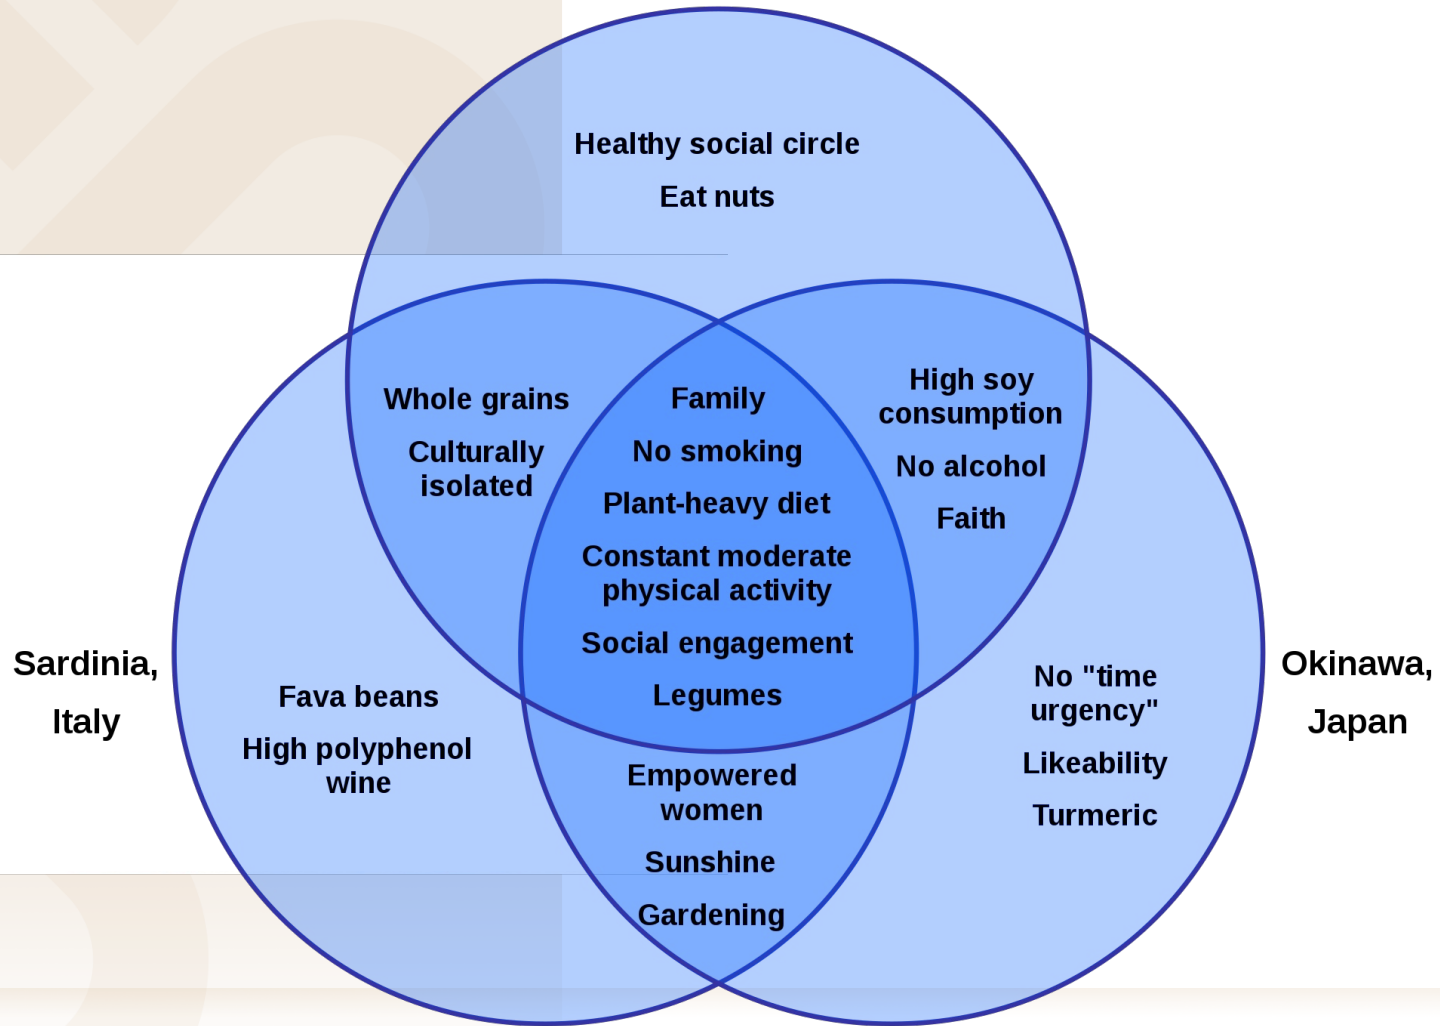 Healthy social circle
Eat nuts
Whole grains
Culturally
isolated
Family
No smoking
Plant-heavy diet
Constant moderate
physical activity
Social engagement
Legumes
High soy
consumption
No alcohol
Faith
Sardinia,
Italy
Fava beans
High polyphenol
wine
Empowered
women
Sunshine
Gardening
No "time
urgency"
Likeability
Turmeric
Okinawa,
Japan